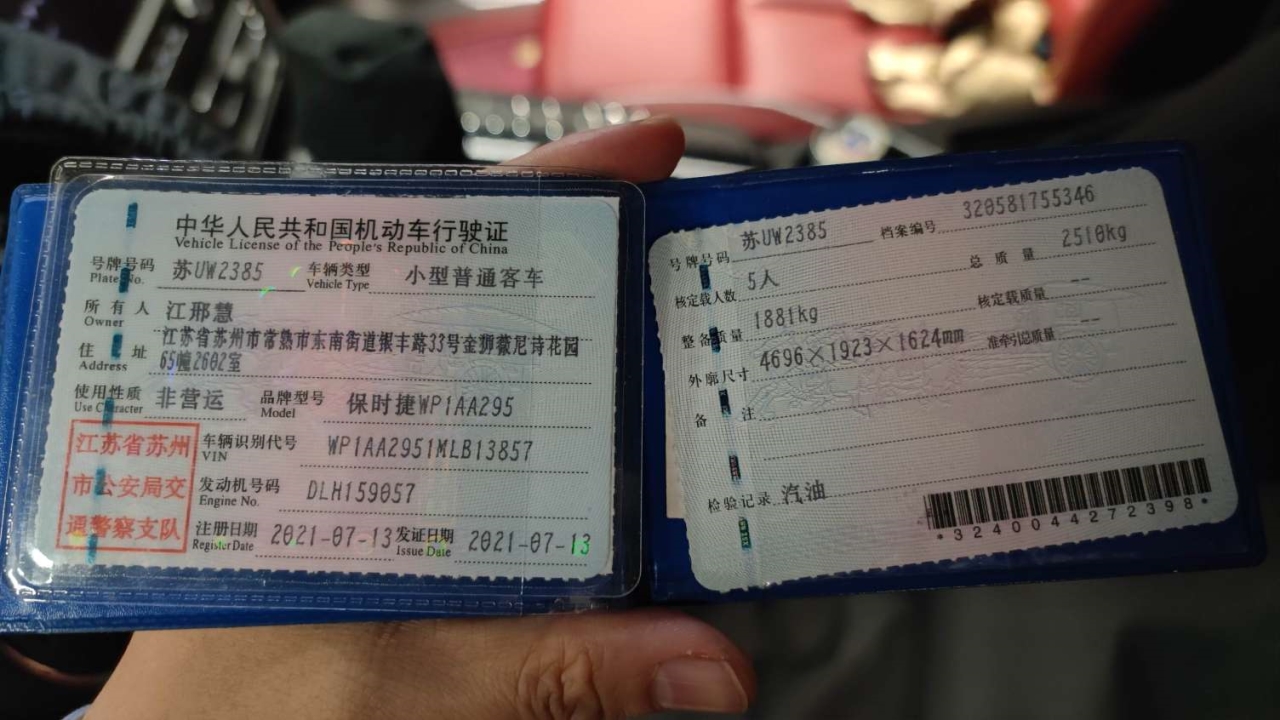 中华人民共和国机动车行驶证
Vehicle License of the People's Republic of China
号牌号码 苏UW2385 车辆类型 小型普通客车
Plate No. Vehicle Type
所有人 江邢慧
Owner
住址 江苏省苏州市常熟市东南街道银丰路33号金狮薇尼诗花园
Address 65幢2602室
使用性质 非营运 品牌型号 保时捷WP1AA295
Use Character Model
江苏省苏州
市公安局交
通警察支队
车辆识别代号 WP1AA2951MLB13857
VIN
发动机号码 DLH159057
Engine No.
注册日期 2021-07-13 发证日期 2021-07-13
Register Date Issue Date
号牌号码 苏UW2385 档案编号 320581755346
核定载人数 5人 总质量 2510kg
整备质量 1881kg 核定载质量 --
外廓尺寸 4696×1923×1624mm 准牵引总质量 --
备注
检验记录 汽油
*3240044272398*